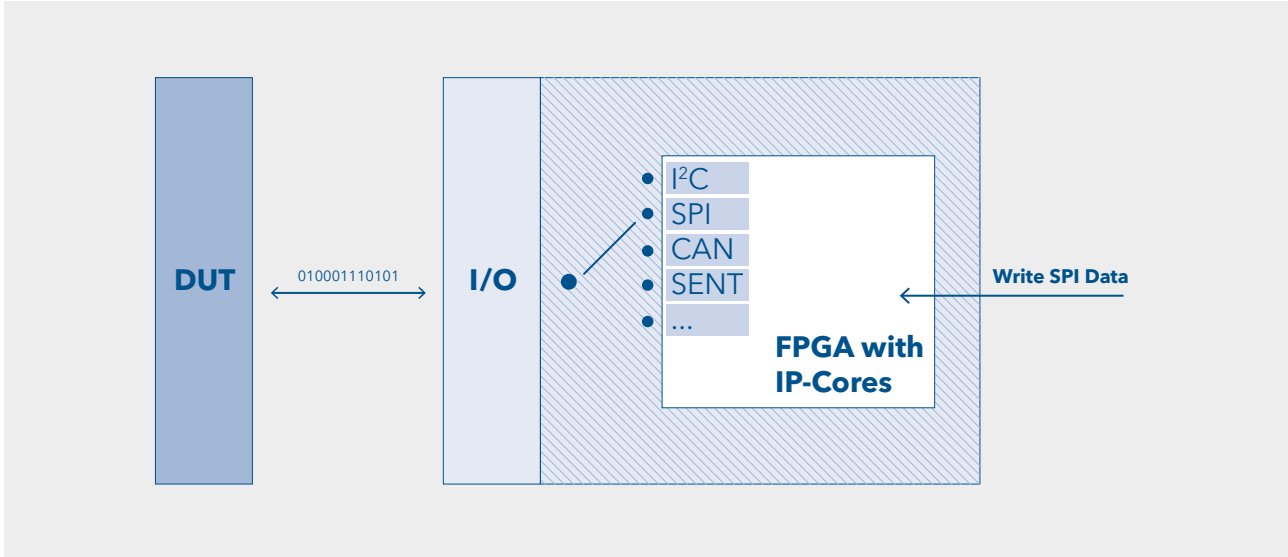 DUT
010001110101
I/O
I²C
SPI
CAN
SENT
...
FPGA with
IP-Cores
Write SPI Data